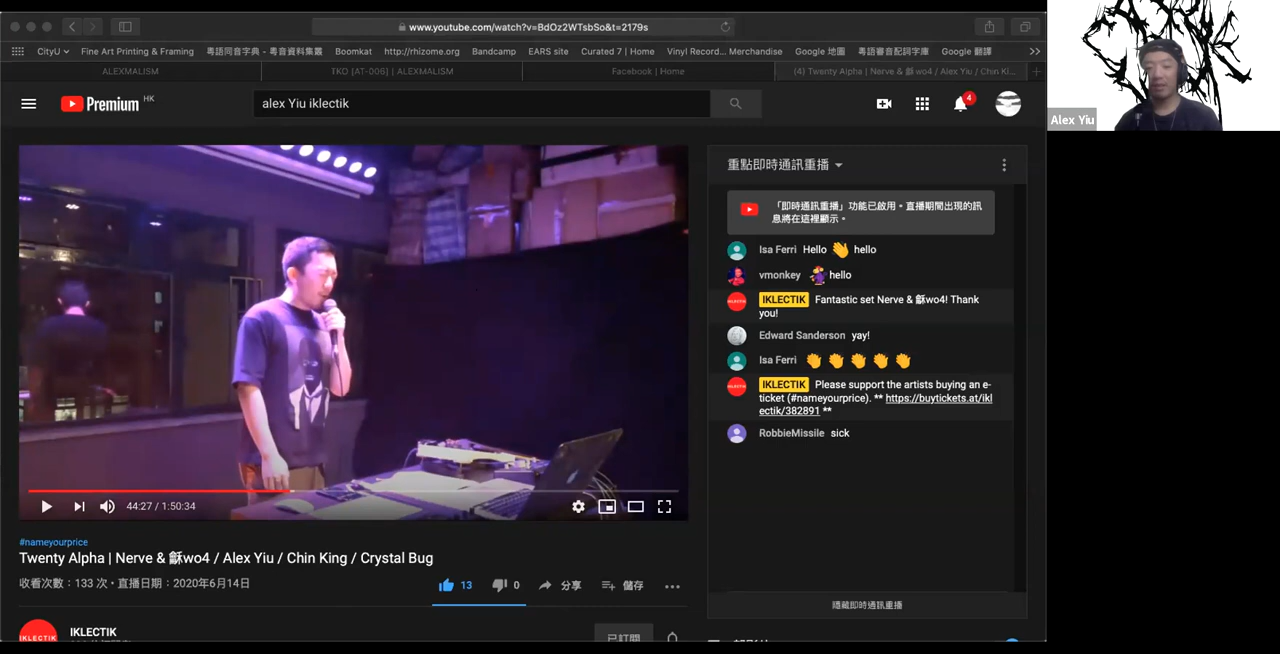 www.youtube.com/watch?v=BdOz2WTsbSo&t=2179s
CityU Fine Art Printing & Framing 粵語同音字典 - 粵音資料集叢 Boomkat http://rhizome.org Bandcamp EARS site Curated 7 | Home Vinyl Record... Merchandise Google 地圖 粵語審音配詞字庫 Google 翻譯
ALEXMALISM TKO [AT-006] | ALEXMALISM Facebook | Home (4) Twenty Alpha | Nerve & 龢wo4 / Alex Yiu / Chin Ki...
Premium HK
alex Yiu iklectik
4
Alex Yiu
重點即時通訊重播
「即時通訊重播」功能已啟用。直播期間出現的訊
息將在這裡顯示。
Isa Ferri Hello 👋 hello
vmonkey hello
IKLECTIK Fantastic set Nerve & 龢wo4! Thank
you!
Edward Sanderson yay!
Isa Ferri 👏 👏 👏 👏 👏
IKLECTIK Please support the artists buying an e-
ticket (#nameyourprice). ** https://buytickets.at/ikl
ectik/382891 **
RobbieMissile sick
隱藏即時通訊重播
44:27 / 1:50:34
#nameyourprice
Twenty Alpha | Nerve & 龢wo4 / Alex Yiu / Chin King / Crystal Bug
收看次數：133 次 • 直播日期：2020年6月14日
13 0 分享 儲存
IKLECTIK
IKLECTIK
已訂閱